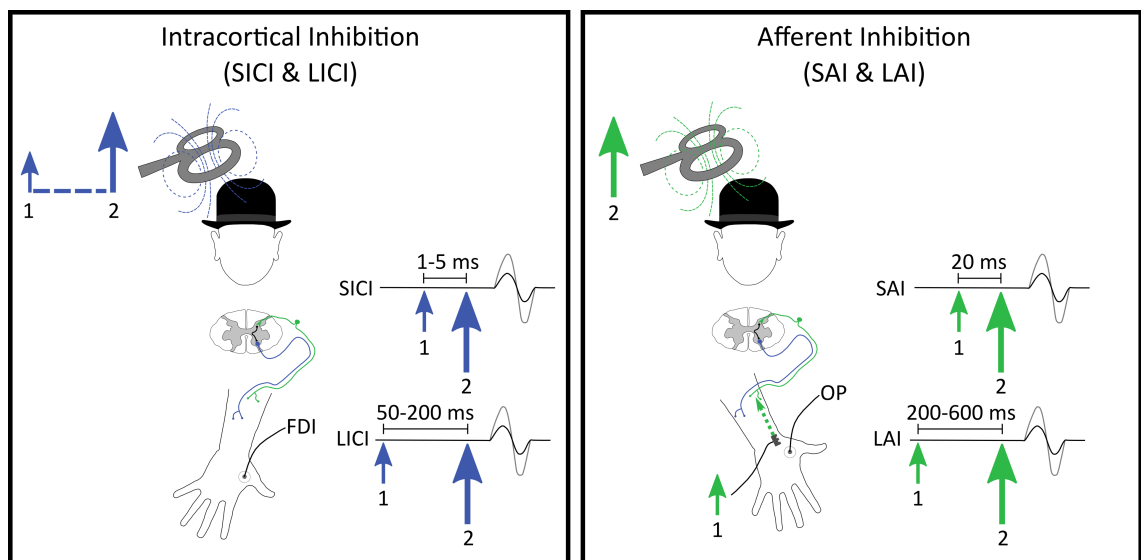 Intracortical Inhibition
(SICI & LICI)
1
2
1-5 ms
SICI
1
2
50-200 ms
FDI
LICI
1
2
Afferent Inhibition
(SAI & LAI)
2
20 ms
SAI
1
2
OP
200-600 ms
LAI
1
1
2